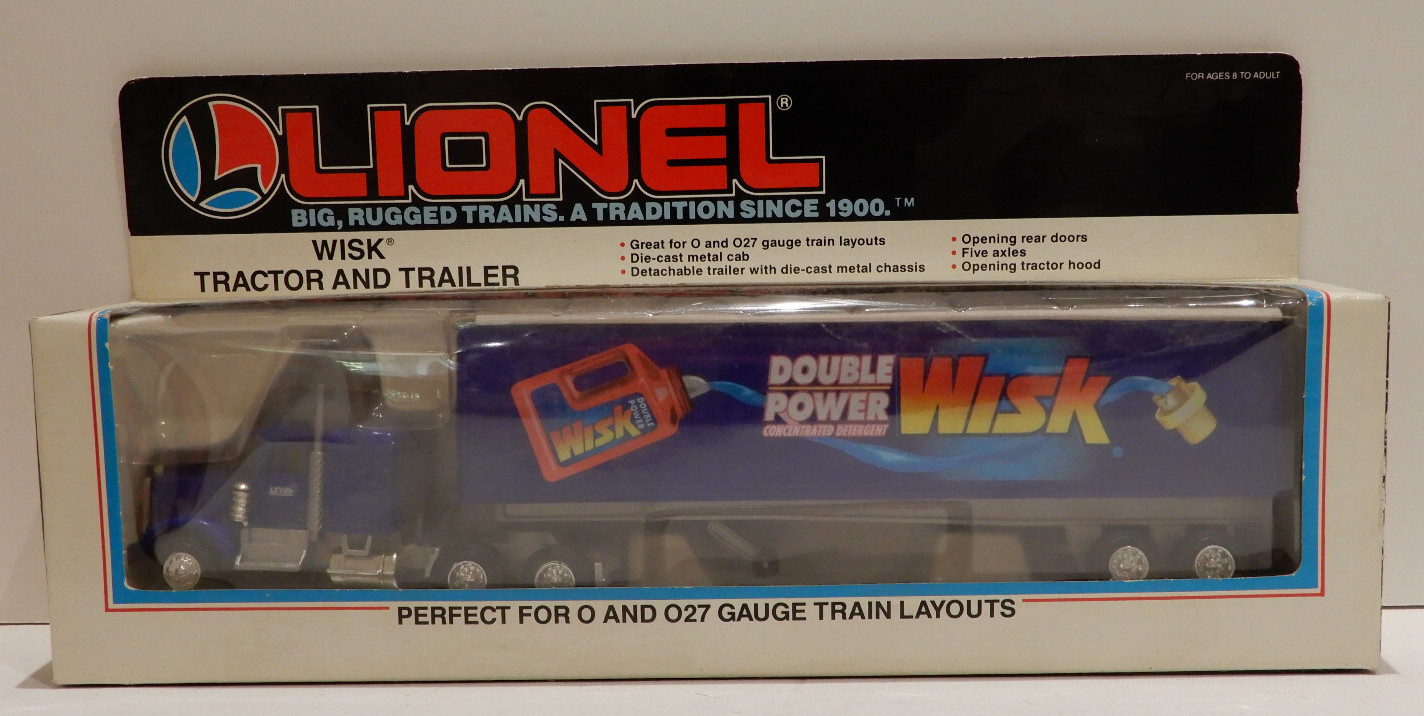 FOR AGES 8 TO ADULT
LIONEL®
BIG, RUGGED TRAINS. A TRADITION SINCE 1900.™
WISK®
TRACTOR AND TRAILER
• Great for O and O27 gauge train layouts
• Die-cast metal cab
• Detachable trailer with die-cast metal chassis
• Opening rear doors
• Five axles
• Opening tractor hood
WISK
DOUBLE
POWER
DOUBLE
POWER
CONCENTRATED DETERGENT
WISK
LEVER
PERFECT FOR O AND O27 GAUGE TRAIN LAYOUTS